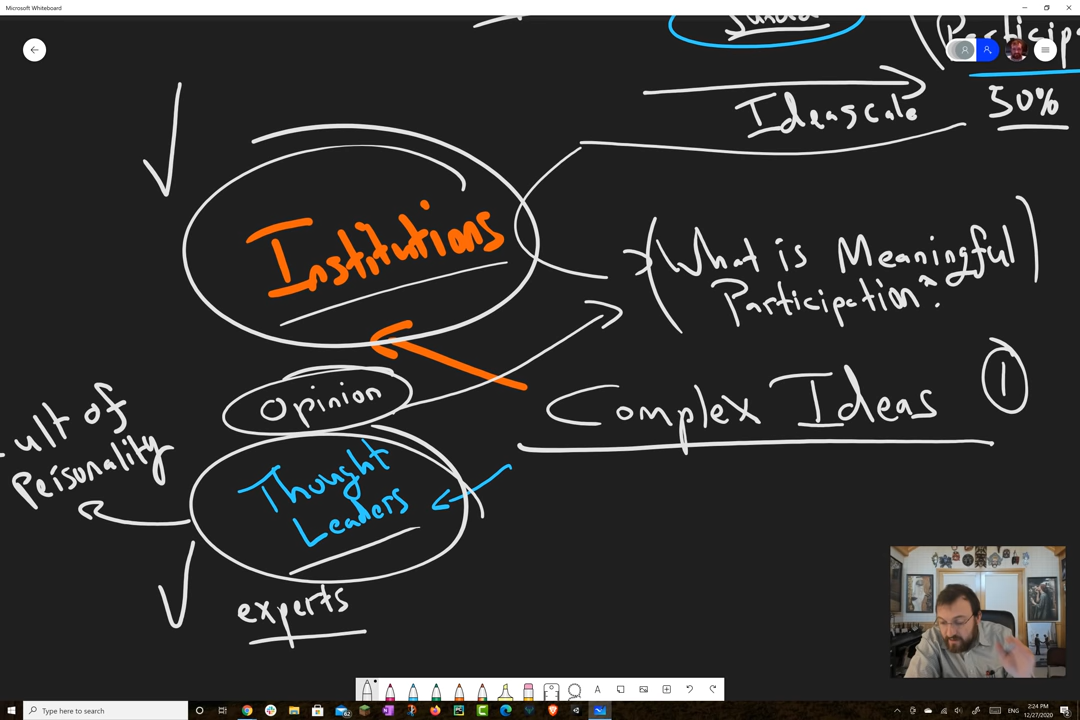 Microsoft Whiteboard
Ideascale
50%
Institutions
What is Meaningful
Participation?
Opinion
Complex Ideas 1
ult of
Personality
Thought
Leaders
experts
Type here to search
62
ENG
2:24 PM
12/27/2020